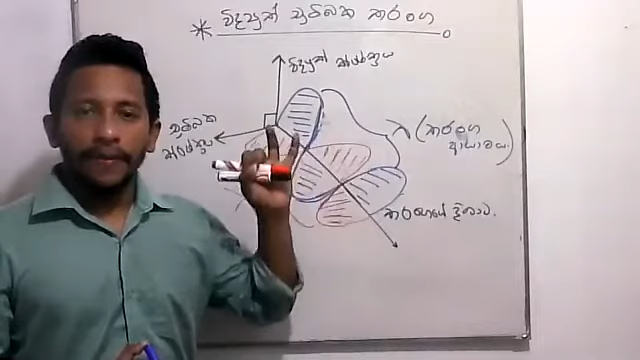 විද්‍යුත් චුම්බක තරංග
විද්‍යුත් ක්ෂේත්‍රය
චුම්බක
ක්ෂේත්‍රය
λ (තරංග
ආයාමය)
තරංගයේ දිශාව.